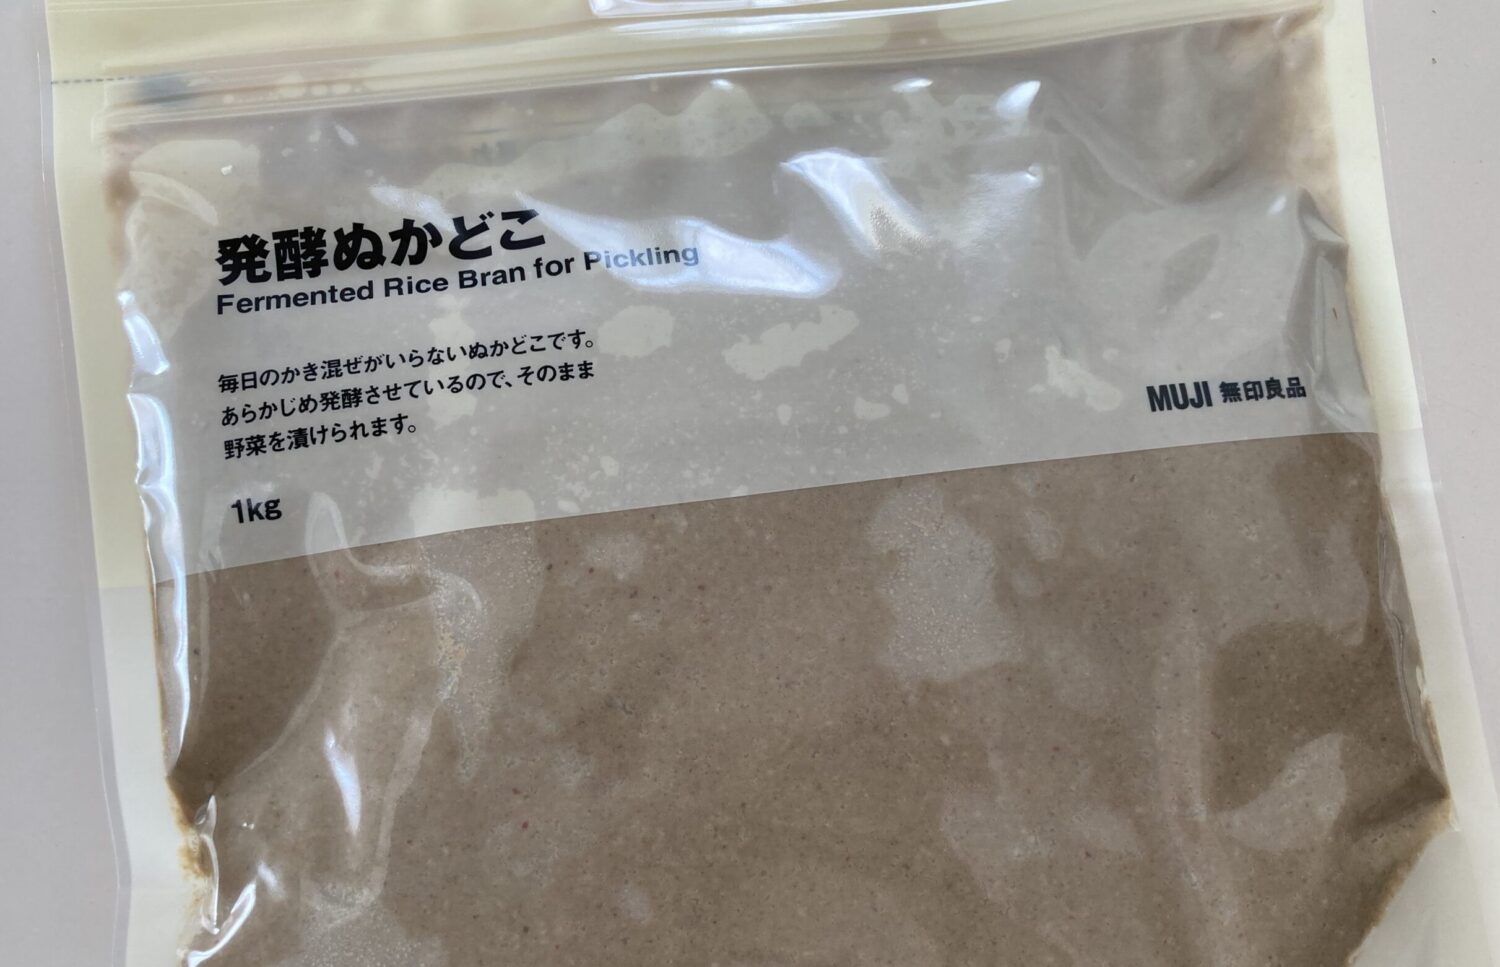 発酵ぬかどこ
Fermented Rice Bran for Pickling
毎日のかき混ぜがいらないぬかどこです。
あらかじめ発酵させているので、そのまま
野菜を漬けられます。
1kg
MUJI 無印良品